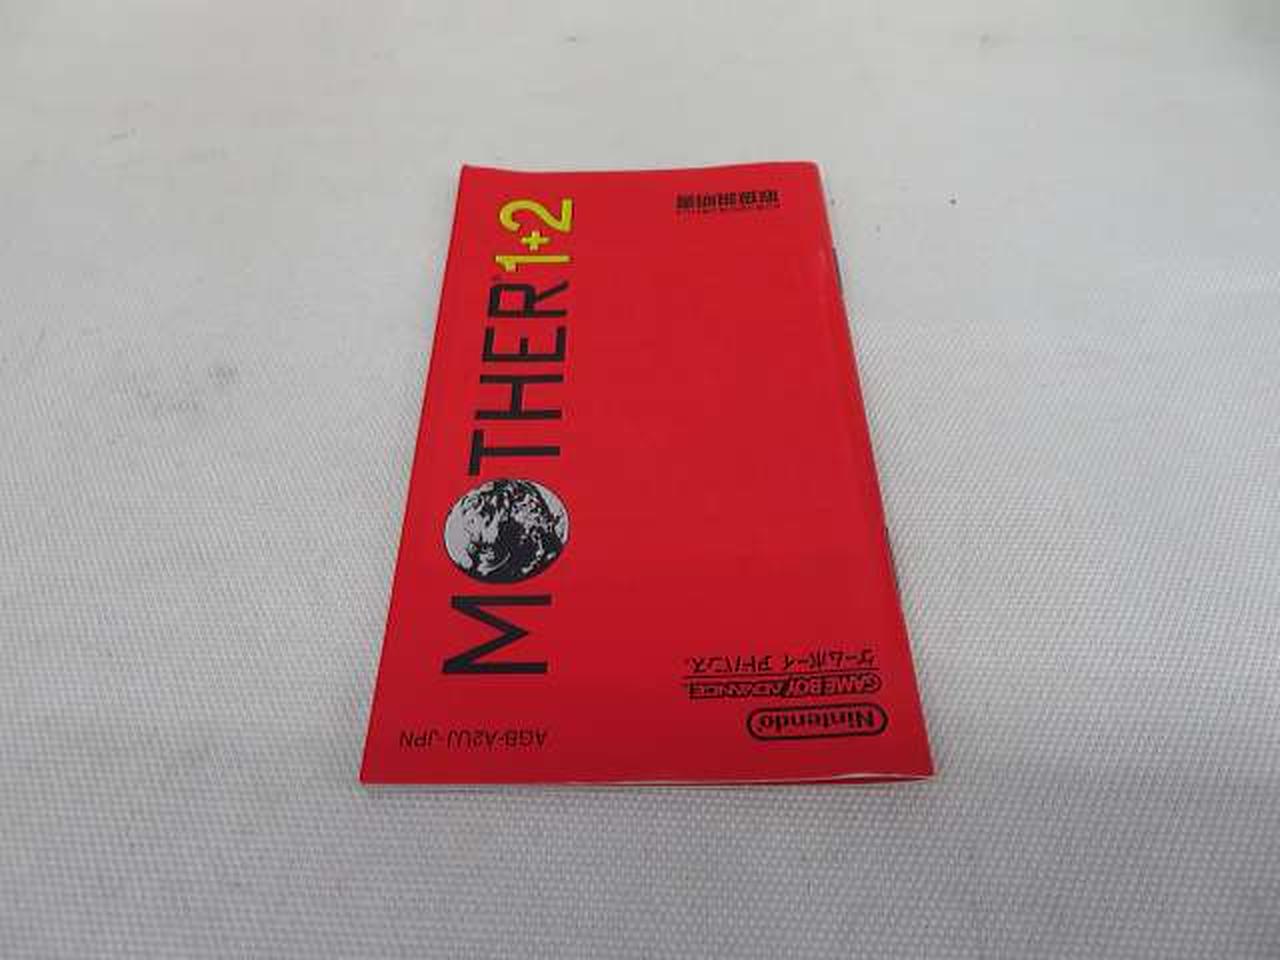 MOTHER 1+2
取扱説明書
Nintendo
GAME BOY ADVANCE
ゲームボーイ アドバンス
AGB-A2UJ-JPN